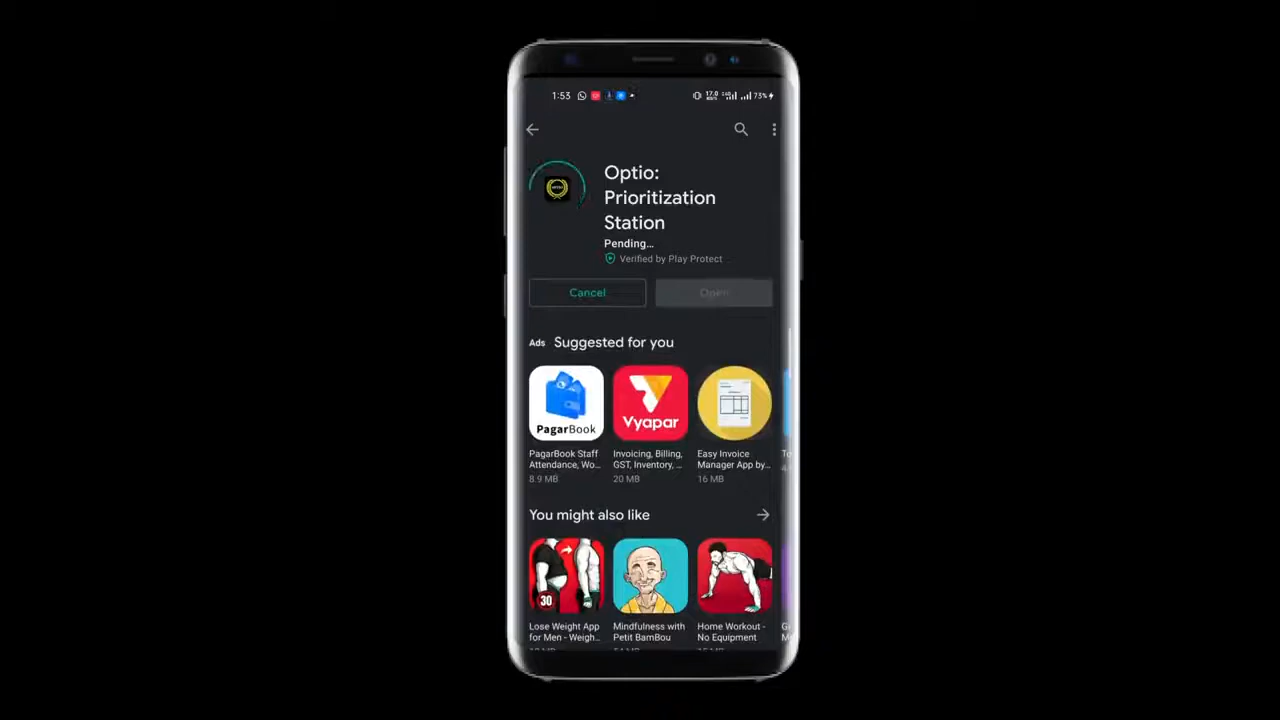 1:53
73%
Optio:
Prioritization
Station
Pending...
Verified by Play Protect
Cancel
Open
Ads Suggested for you
PagarBook
Vyapar
PagarBook Staff
Attendance, Wo...
8.9 MB
Invoicing, Billing,
GST, Inventory, ...
20 MB
Easy Invoice
Manager App by...
16 MB
You might also like
30
Lose Weight App
for Men - Weigh...
Mindfulness with
Petit BamBou
Home Workout -
No Equipment